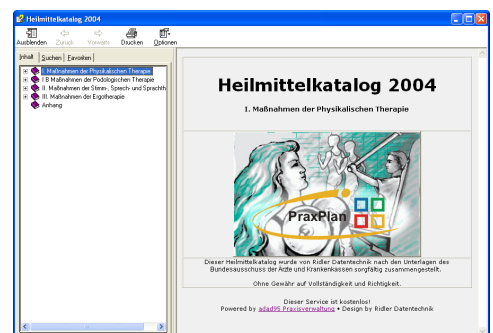 Heilmittelkatalog 2004
Ausblenden Zurück Vorwärts Drucken Optionen
Inhalt Suchen Favoriten
I. Maßnahmen der Physikalischen Therapie
I B Maßnahmen der Podologischen Therapie
II. Maßnahmen der Stimm-, Sprech- und Sprachth
III. Maßnahmen der Ergotherapie
Anhang
Heilmittelkatalog 2004
I. Maßnahmen der Physikalischen Therapie
PraxPlan
Dieser Heilmittelkatalog wurde von Ridler Datentechnik nach den Unterlagen des
Bundesausschuss der Ärzte und Krankenkassen sorgfältig zusammengestellt.
Ohne Gewähr auf Vollständigkeit und Richtigkeit.
Dieser Service ist kostenlos!
Powered by adad95 Praxisverwaltung • Design by Ridler Datentechnik